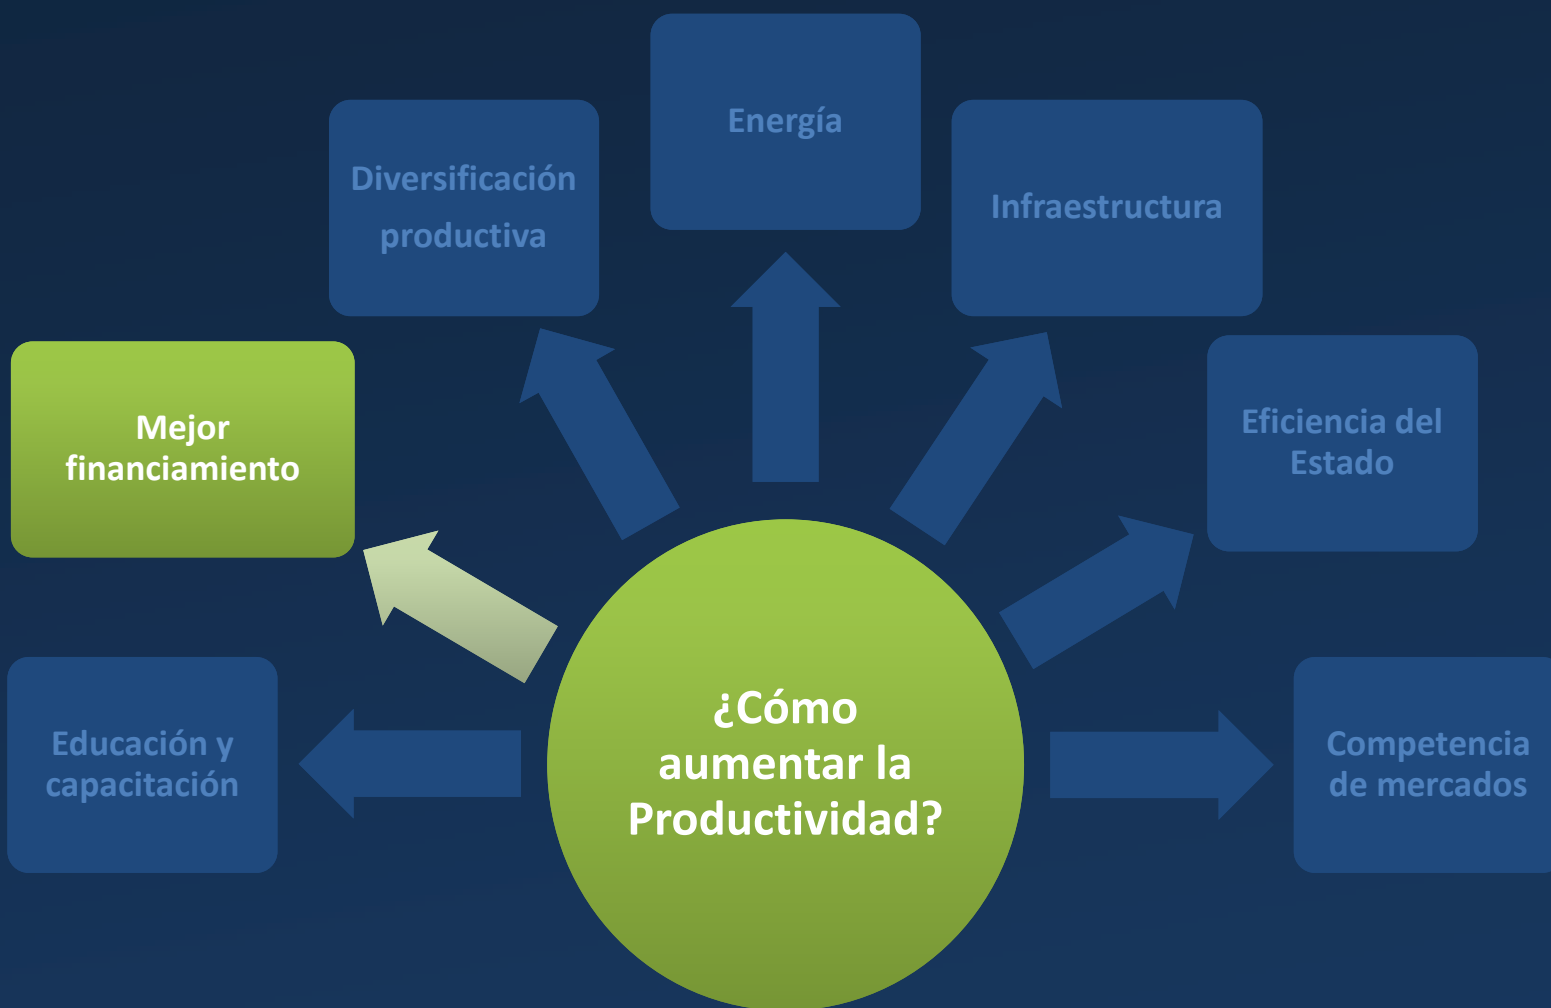 Energía
Diversificación
productiva
Infraestructura
Mejor
financiamiento
Eficiencia del
Estado
¿Cómo
aumentar la
Productividad?
Educación y
capacitación
Competencia
de mercados